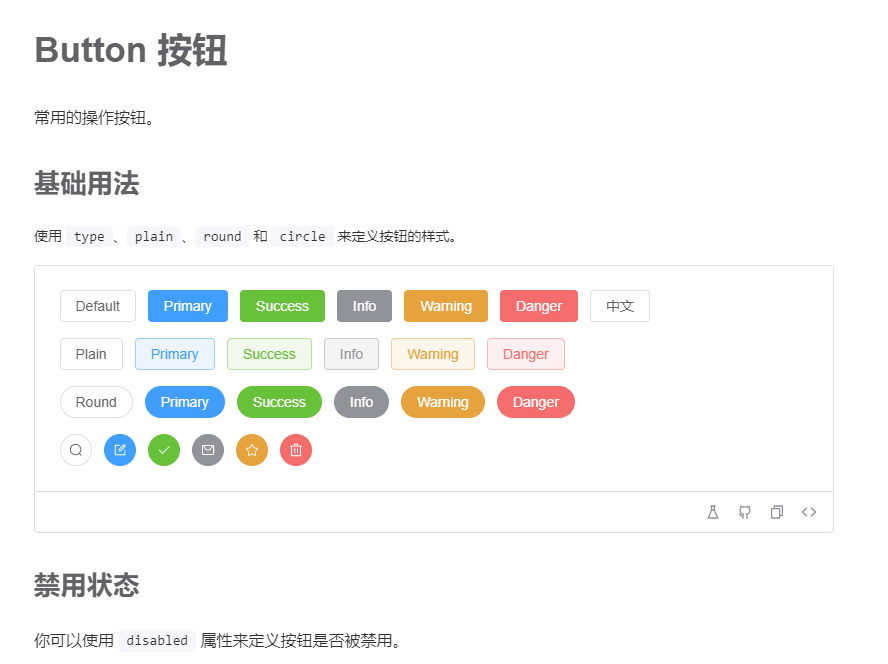 Button 按钮
常用的操作按钮。
基础用法
使用 type 、 plain 、 round 和 circle 来定义按钮的样式。
Default Primary Success Info Warning Danger 中文
Plain Primary Success Info Warning Danger
Round Primary Success Info Warning Danger
禁用状态
你可以使用 disabled 属性来定义按钮是否被禁用。